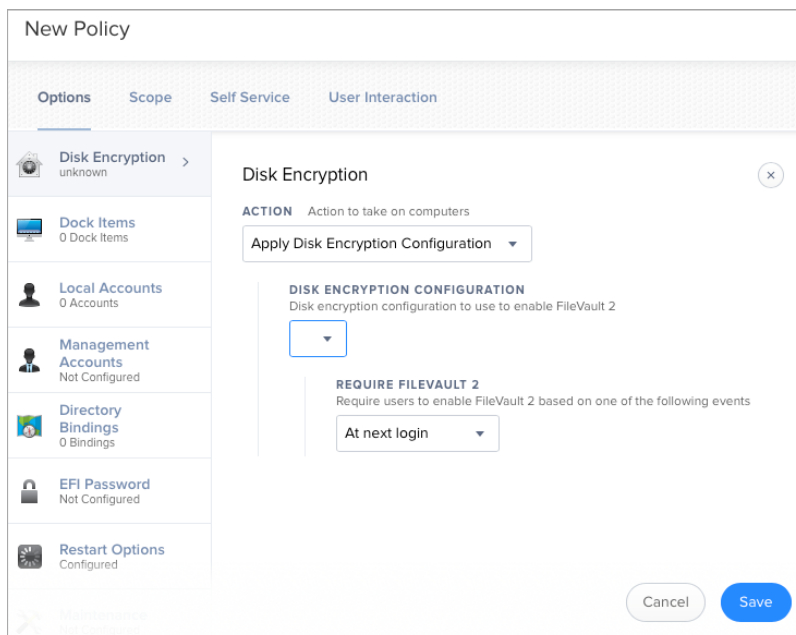 New Policy
Options Scope Self Service User Interaction
Disk Encryption
unknown
Dock Items
0 Dock Items
Local Accounts
0 Accounts
Management
Accounts
Not Configured
Directory
Bindings
0 Bindings
EFI Password
Not Configured
Restart Options
Configured
Maintenance
Not Configured
Disk Encryption
ACTION Action to take on computers
Apply Disk Encryption Configuration
DISK ENCRYPTION CONFIGURATION
Disk encryption configuration to use to enable FileVault 2
REQUIRE FILEVAULT 2
Require users to enable FileVault 2 based on one of the following events
At next login
Cancel Save